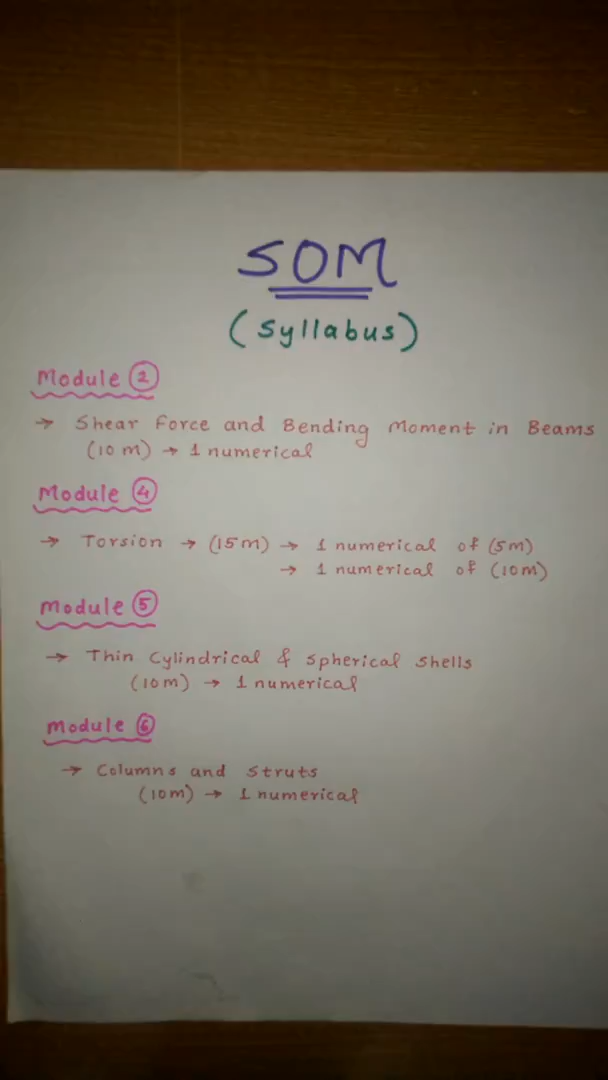 SOM
(Syllabus)
Module ②
→ Shear Force and Bending Moment in Beams
(10 m) → 1 numerical
Module ④
→ Torsion → (15m) → 1 numerical of (5m)
→ 1 numerical of (10m)
Module ⑤
→ Thin Cylindrical & Spherical Shells
(10m) → 1 numerical
Module ⑥
→ Columns and Struts
(10m) → 1 numerical